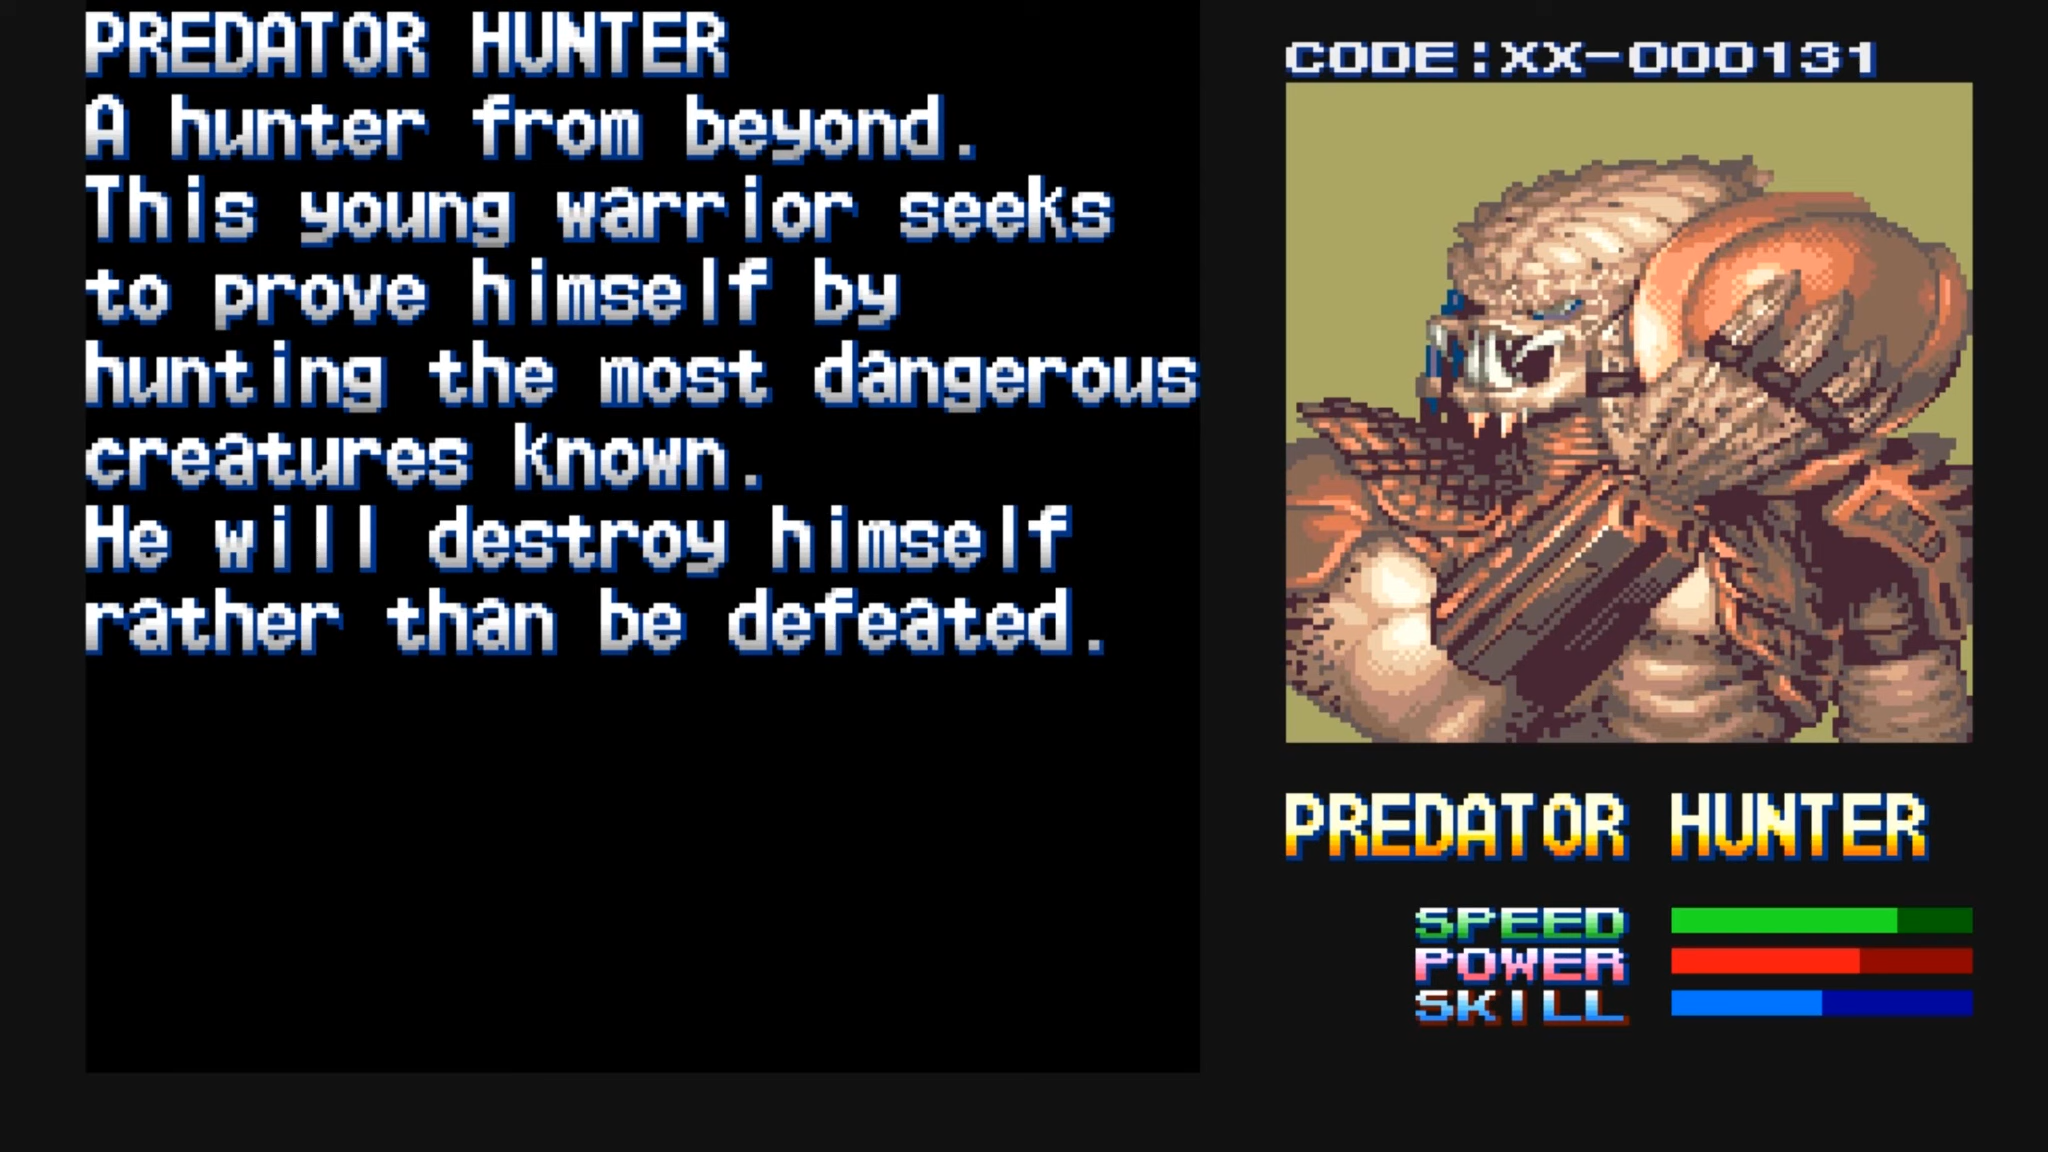 PREDATOR HUNTER
A hunter from beyond.
This young warrior seeks
to prove himself by
hunting the most dangerous
creatures known.
He will destroy himself
rather than be defeated.
CODE:XX-000131
PREDATOR HUNTER
SPEED
POWER
SKILL